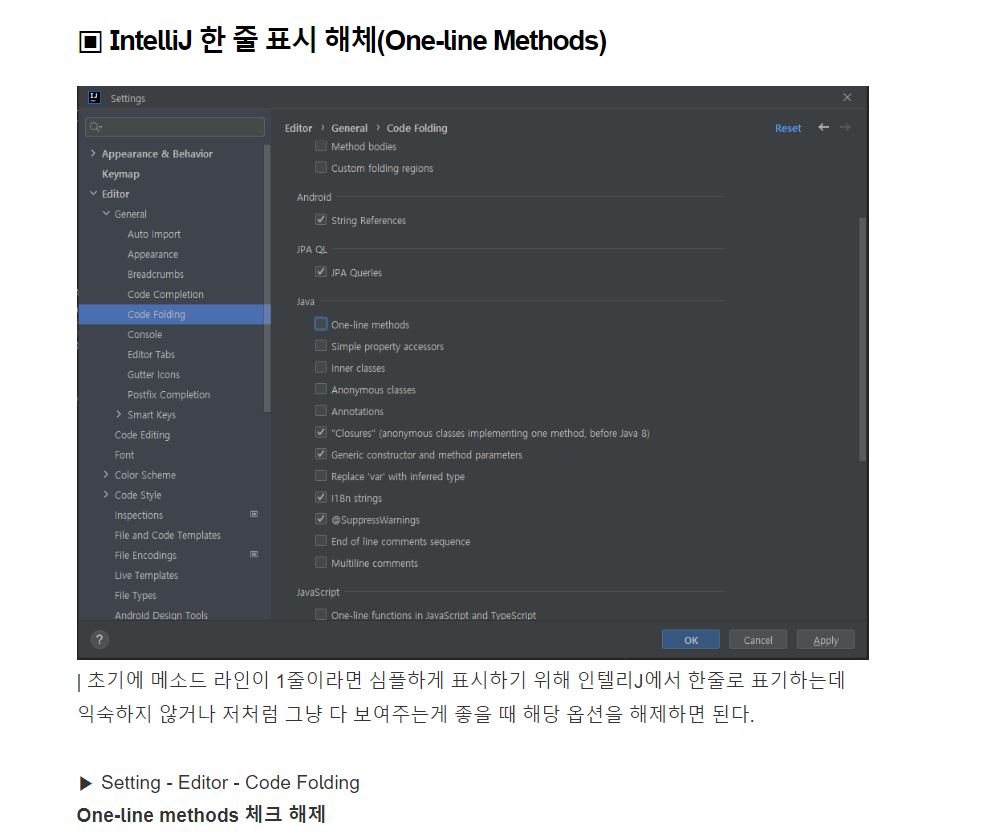 ▣ IntelliJ 한 줄 표시 해체(One-line Methods)
Settings
Editor › General › Code Folding
Reset
Appearance & Behavior
Keymap
Editor
General
Auto Import
Appearance
Breadcrumbs
Code Completion
Code Folding
Console
Editor Tabs
Gutter Icons
Postfix Completion
Smart Keys
Code Editing
Font
Color Scheme
Code Style
Inspections
File and Code Templates
File Encodings
Live Templates
File Types
Android Design Tools
Method bodies
Custom folding regions
Android
String References
JPA QL
JPA Queries
Java
One-line methods
Simple property accessors
Inner classes
Anonymous classes
Annotations
"Closures" (anonymous classes implementing one method, before Java 8)
Generic constructor and method parameters
Replace 'var' with inferred type
I18n strings
@SuppressWarnings
End of line comments sequence
Multiline comments
JavaScript
One-line functions in JavaScript and TypeScript
?
OK
Cancel
Apply
| 초기에 메소드 라인이 1줄이라면 심플하게 표시하기 위해 인텔리J에서 한줄로 표기하는데
익숙하지 않거나 저처럼 그냥 다 보여주는게 좋을 때 해당 옵션을 해제하면 된다.
▶ Setting - Editor - Code Folding
One-line methods 체크 해제